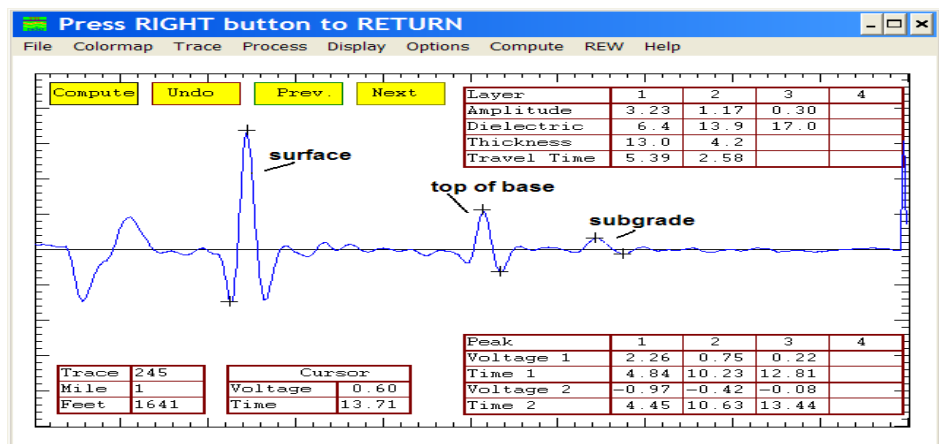 Press RIGHT button to RETURN
File Colormap Trace Process Display Options Compute REW Help
Compute Undo Prev. Next
Layer 1 2 3 4
Amplitude 3.23 1.17 0.30
Dielectric 6.4 13.9 17.0
Thickness 13.0 4.2
Travel Time 5.39 2.58
surface
top of base
subgrade
Peak 1 2 3 4
Voltage 1 2.26 0.75 0.22
Time 1 4.84 10.23 12.81
Voltage 2 -0.97 -0.42 -0.08
Time 2 4.45 10.63 13.44
Trace 245
Mile 1
Feet 1641
Cursor
Voltage 0.60
Time 13.71